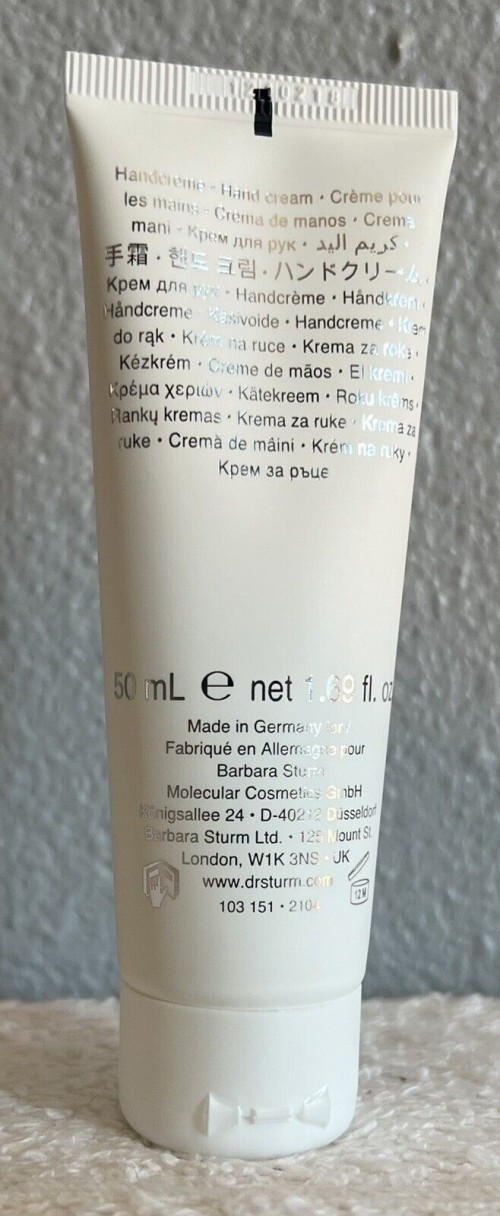 Handcreme - Hand cream · Crème pour
les mains - Crema de manos · Crema
mani - Крем для рук · كريم اليد ·
手霜 · 핸드 크림 · ハンドクリーム ·
Крем для рук · Handcrème · Håndkrem ·
Håndcreme · Käsivoide · Handcreme · Krem
do rąk · Krém na ruce · Krema za roke ·
Kézkrém · Creme de mãos · El kremi ·
Κρέμα χεριών · Kätekreem · Roku krēms ·
Rankų kremas · Krema za ruke · Krema za
ruke · Cremà de mâini · Krém na ruky ·
Крем за ръце
50 mL ℮ net 1.69 fl. oz
Made in Germany for /
Fabriqué en Allemagne pour
Barbara Sturm
Molecular Cosmetics GmbH
Königsallee 24 · D-40212 Düsseldorf
Barbara Sturm Ltd. · 125 Mount St.
London, W1K 3NS · UK
www.drsturm.com
12M
103 151 · 2104